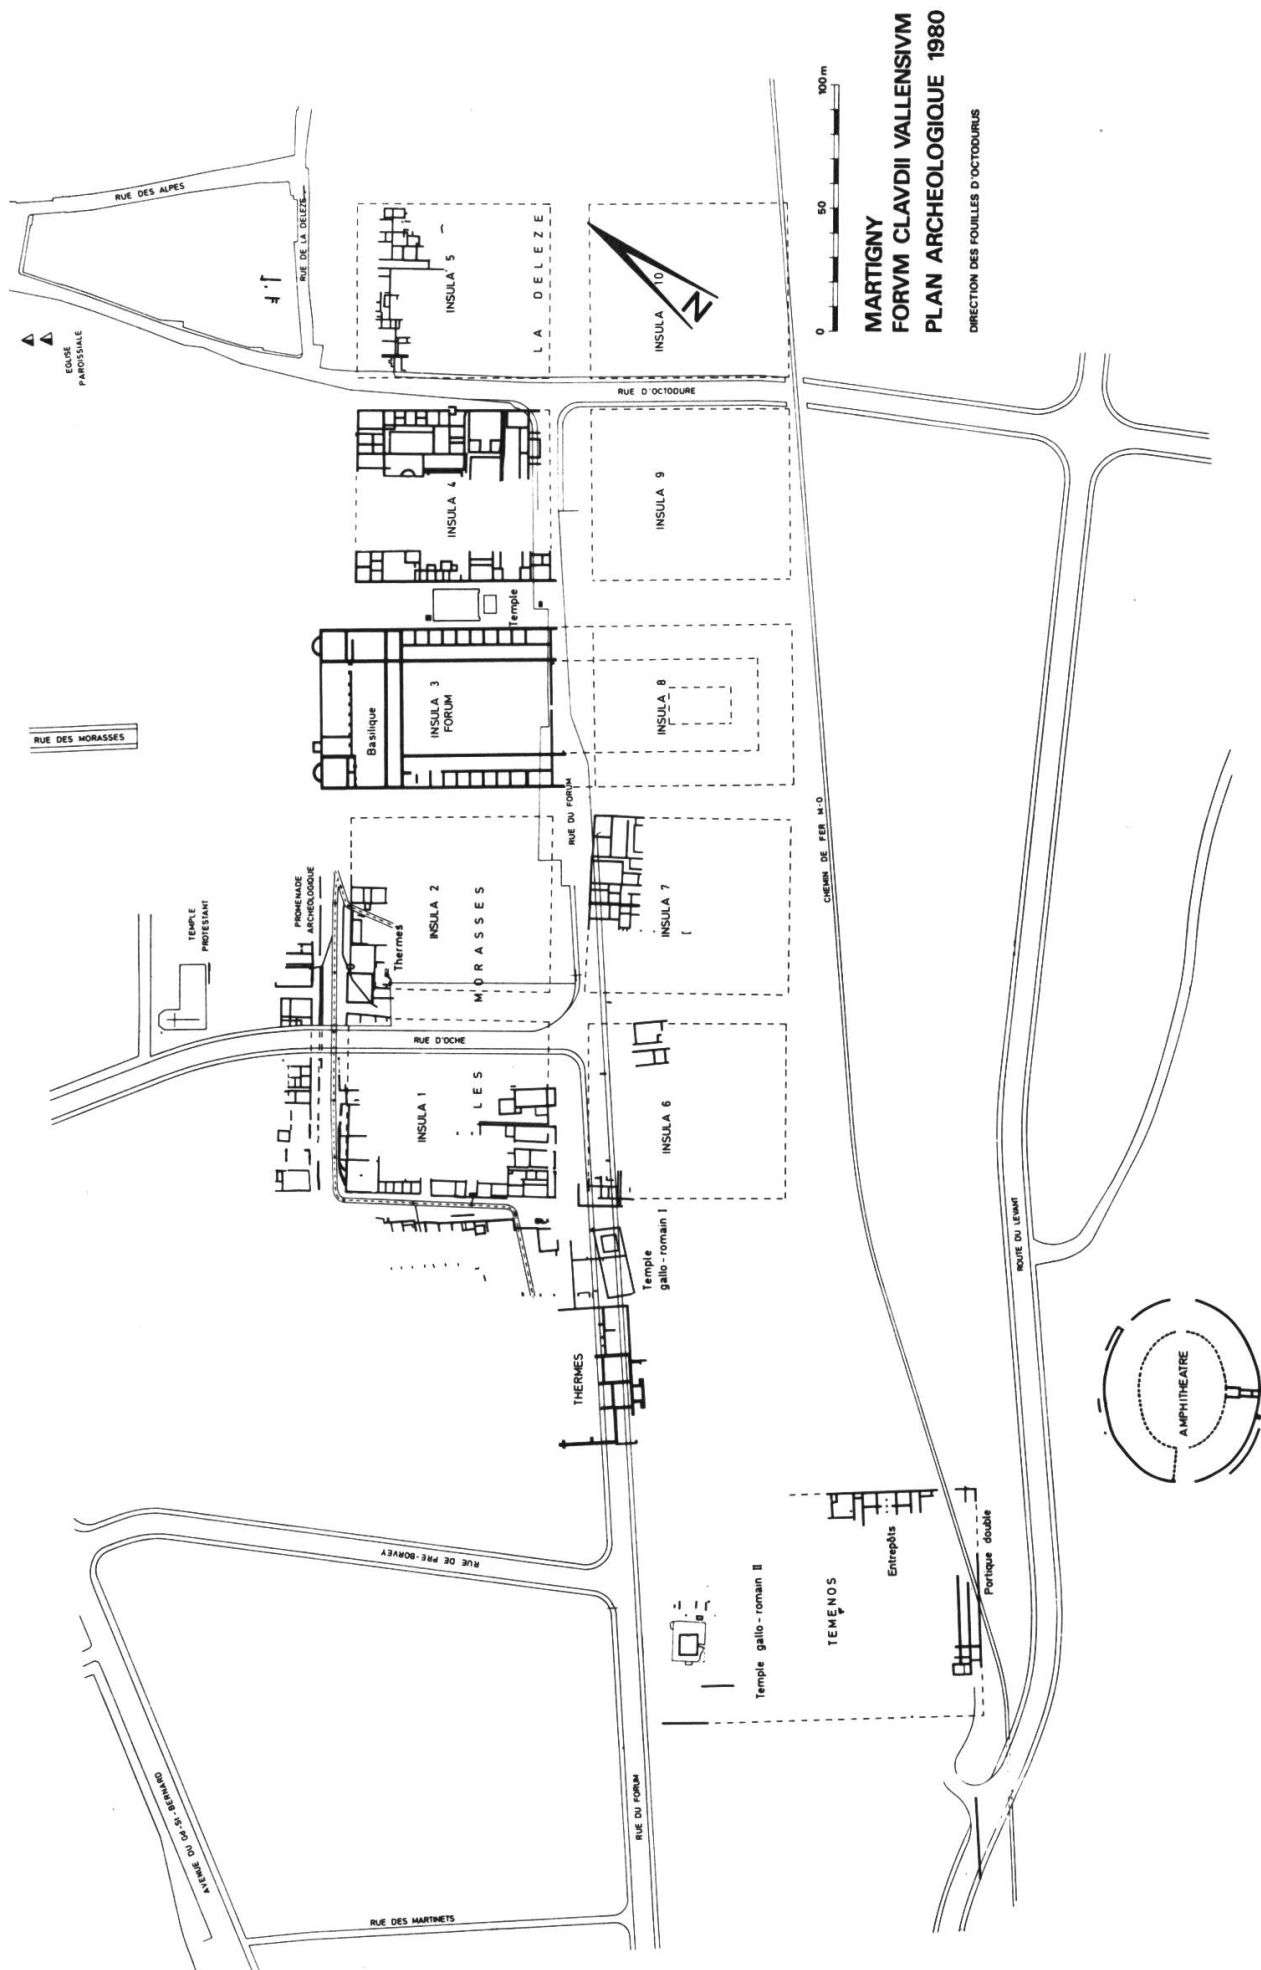 MARTIGNY
FORVM CLAVDII VALLENSIVM
PLAN ARCHEOLOGIQUE 1980
DIRECTION DES FOUILLES D'OCTODURUS
0 50 100m
N
RUE DES ALPES
RUE DE LA DELEZE
EGLISE
PAROISSIALE
INSULA 5
LA DELEZE
INSULA 10
RUE D'OCTODURE
INSULA 4
INSULA 9
Temple
RUE DES MORASSES
Basilique
INSULA 3
FORUM
INSULA 8
RUE DU FORUM
CHEMIN DE FER M-O
TEMPLE
PROTESTANT
PROMENADE
ARCHEOLOGIQUE
Thermes
INSULA 2
LES MORASSES
INSULA 7
RUE D'OCHE
INSULA 1
INSULA 6
Temple
gallo-romain I
THERMES
ROUTE DU LEVANT
AMPHITHEATRE
RUE DE PRE-BORVEY
Entrepôts
Portique double
TEMENOS
Temple gallo-romain II
AVENUE DU Gd-St-BERNARD
RUE DU FORUM
RUE DES MARTINETS